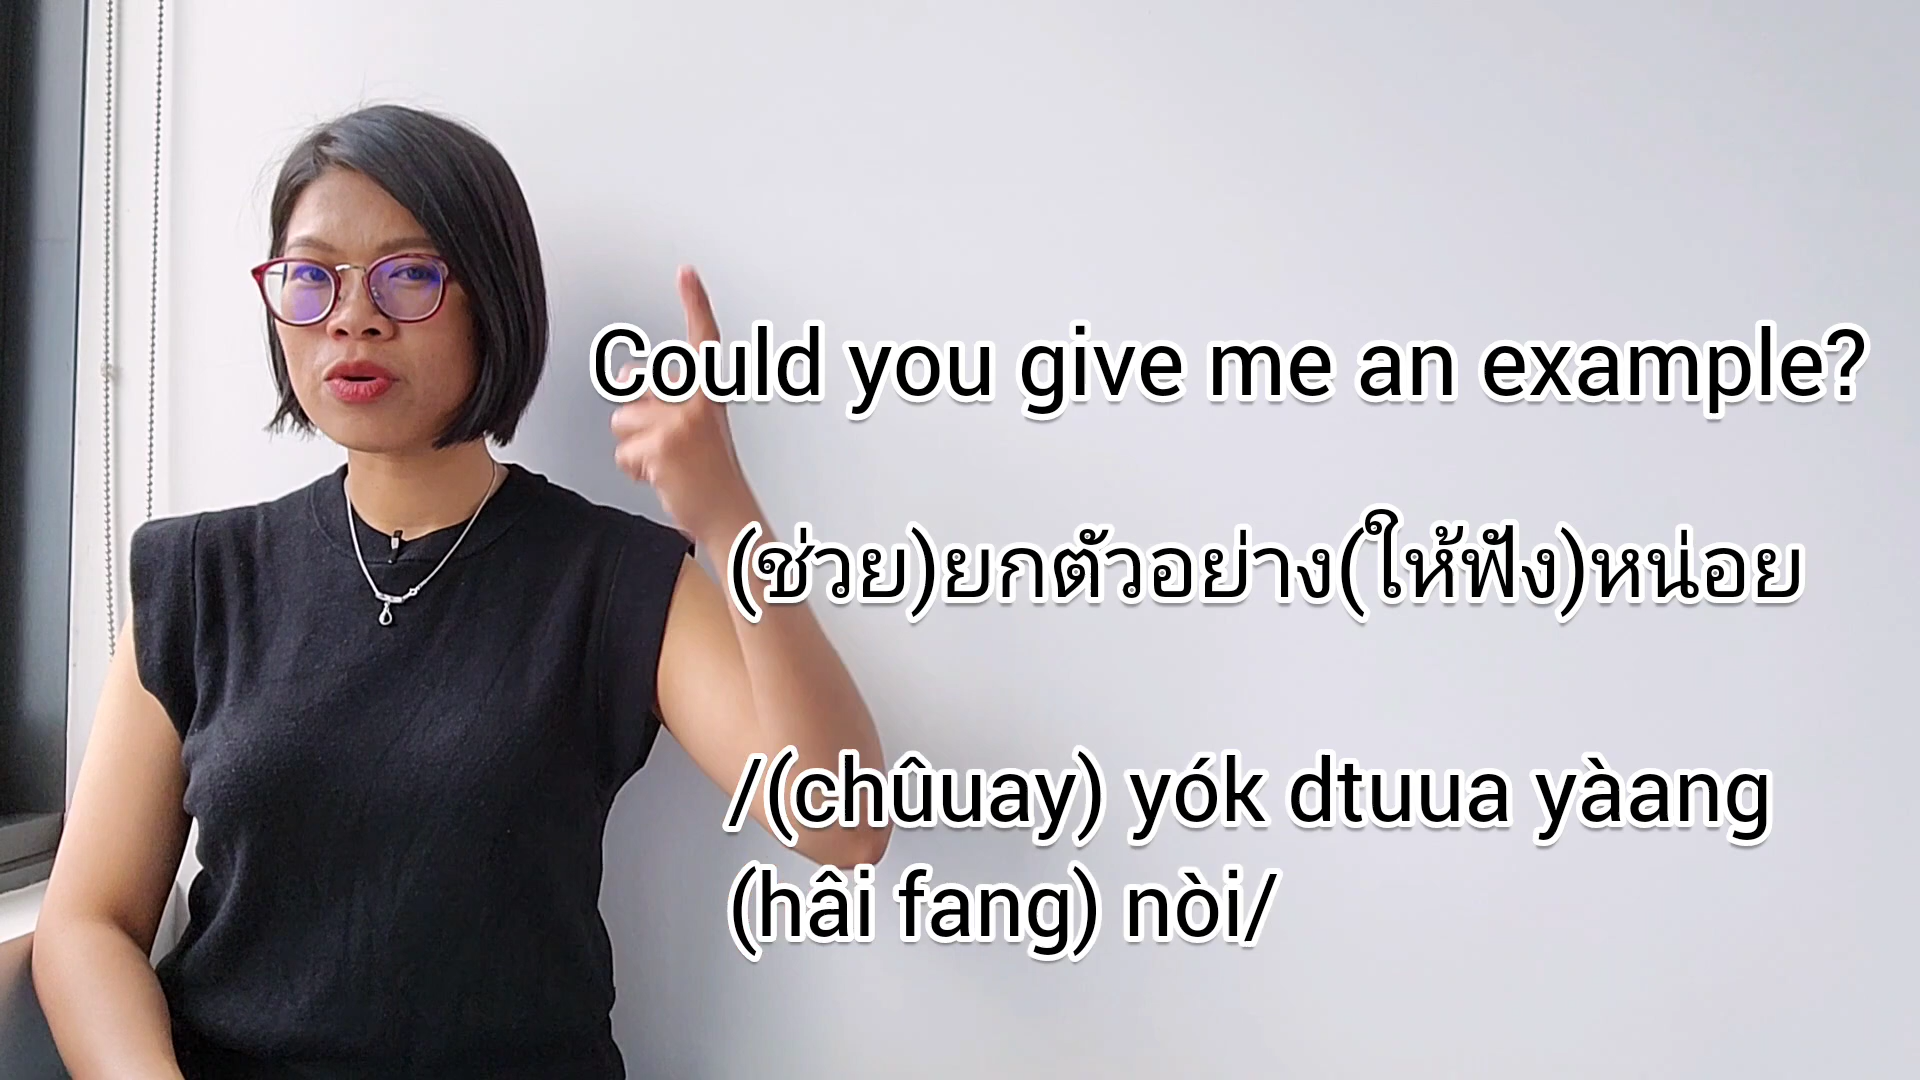 Could you give me an example?
(ช่วย)ยกตัวอย่าง(ให้ฟัง)หน่อย
/(chûuay) yók dtuua yàang
(hâi fang) nòi/